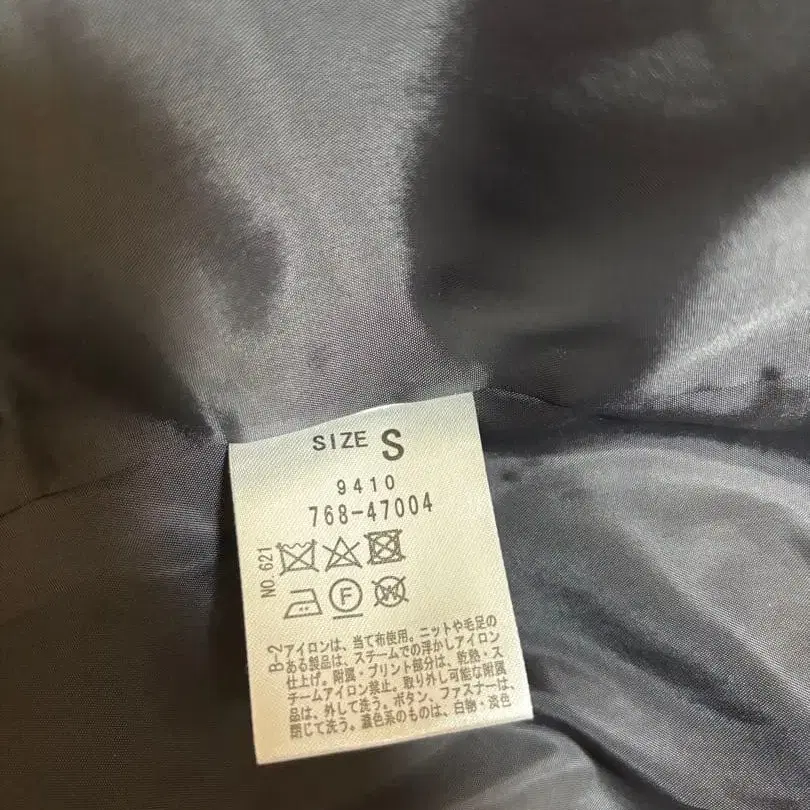 SIZE S
9410
768-47004
NO.621
F
W
B-2
アイロンは、当て布使用。ニットや毛足の
ある製品は、スチームでの浮かしアイロン
仕上げ。附属・プリント部分は、乾熱・ス
チームアイロン禁止。取り外し可能な附属
品は、外して洗う。ボタン、ファスナーは、
閉じて洗う。濃色系のものは、白物・淡色